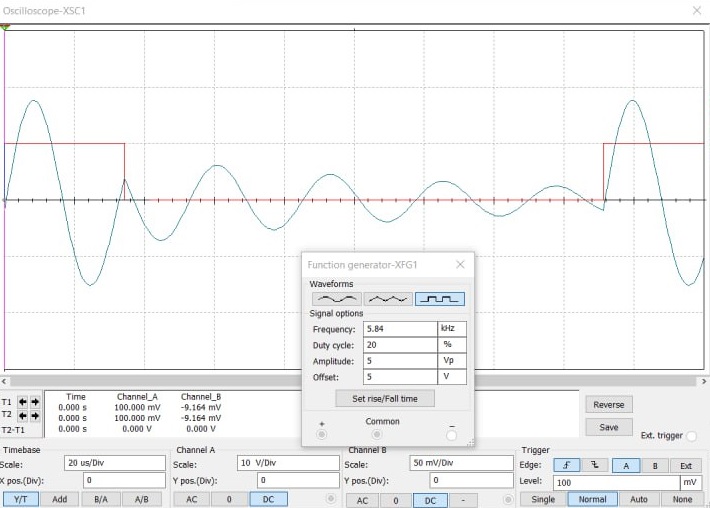 Oscilloscope-XSC1
Function generator-XFG1
Waveforms
Signal options
Frequency: 5.84 kHz
Duty cycle: 20 %
Amplitude: 5 Vp
Offset: 5 V
Set rise/Fall time
+ Common -
Time Channel_A Channel_B
T1 0.000 s 100.000 mV -9.164 mV
T2 0.000 s 100.000 mV -9.164 mV
T2-T1 0.000 s 0.000 V 0.000 V
Reverse
Save
Ext. trigger
Timebase
Scale: 20 us/Div
X pos.(Div): 0
Y/T Add B/A A/B
Channel A
Scale: 10 V/Div
Y pos.(Div): 0
AC 0 DC
Channel B
Scale: 50 mV/Div
Y pos.(Div): 0
AC 0 DC -
Trigger
Edge: A B Ext
Level: 100 mV
Single Normal Auto None